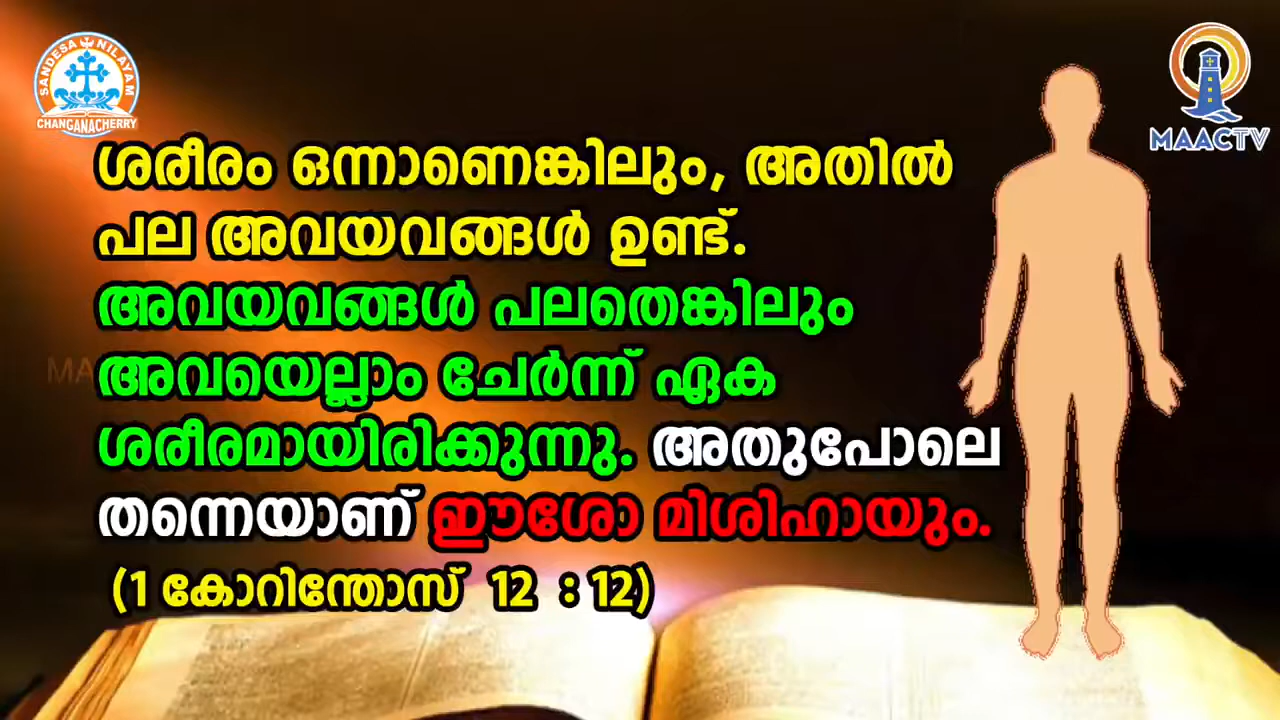 SANDESA NILAYAM
CHANGANACHERRY
MAACTV
ശരീരം ഒന്നാണെങ്കിലും, അതിൽ
പല അവയവങ്ങൾ ഉണ്ട്.
അവയവങ്ങൾ പലതെങ്കിലും
അവയെല്ലാം ചേർന്ന് ഏക
ശരീരമായിരിക്കുന്നു. അതുപോലെ
തന്നെയാണ് ഈശോ മിശിഹായും.
(1 കോറിന്തോസ് 12 : 12)